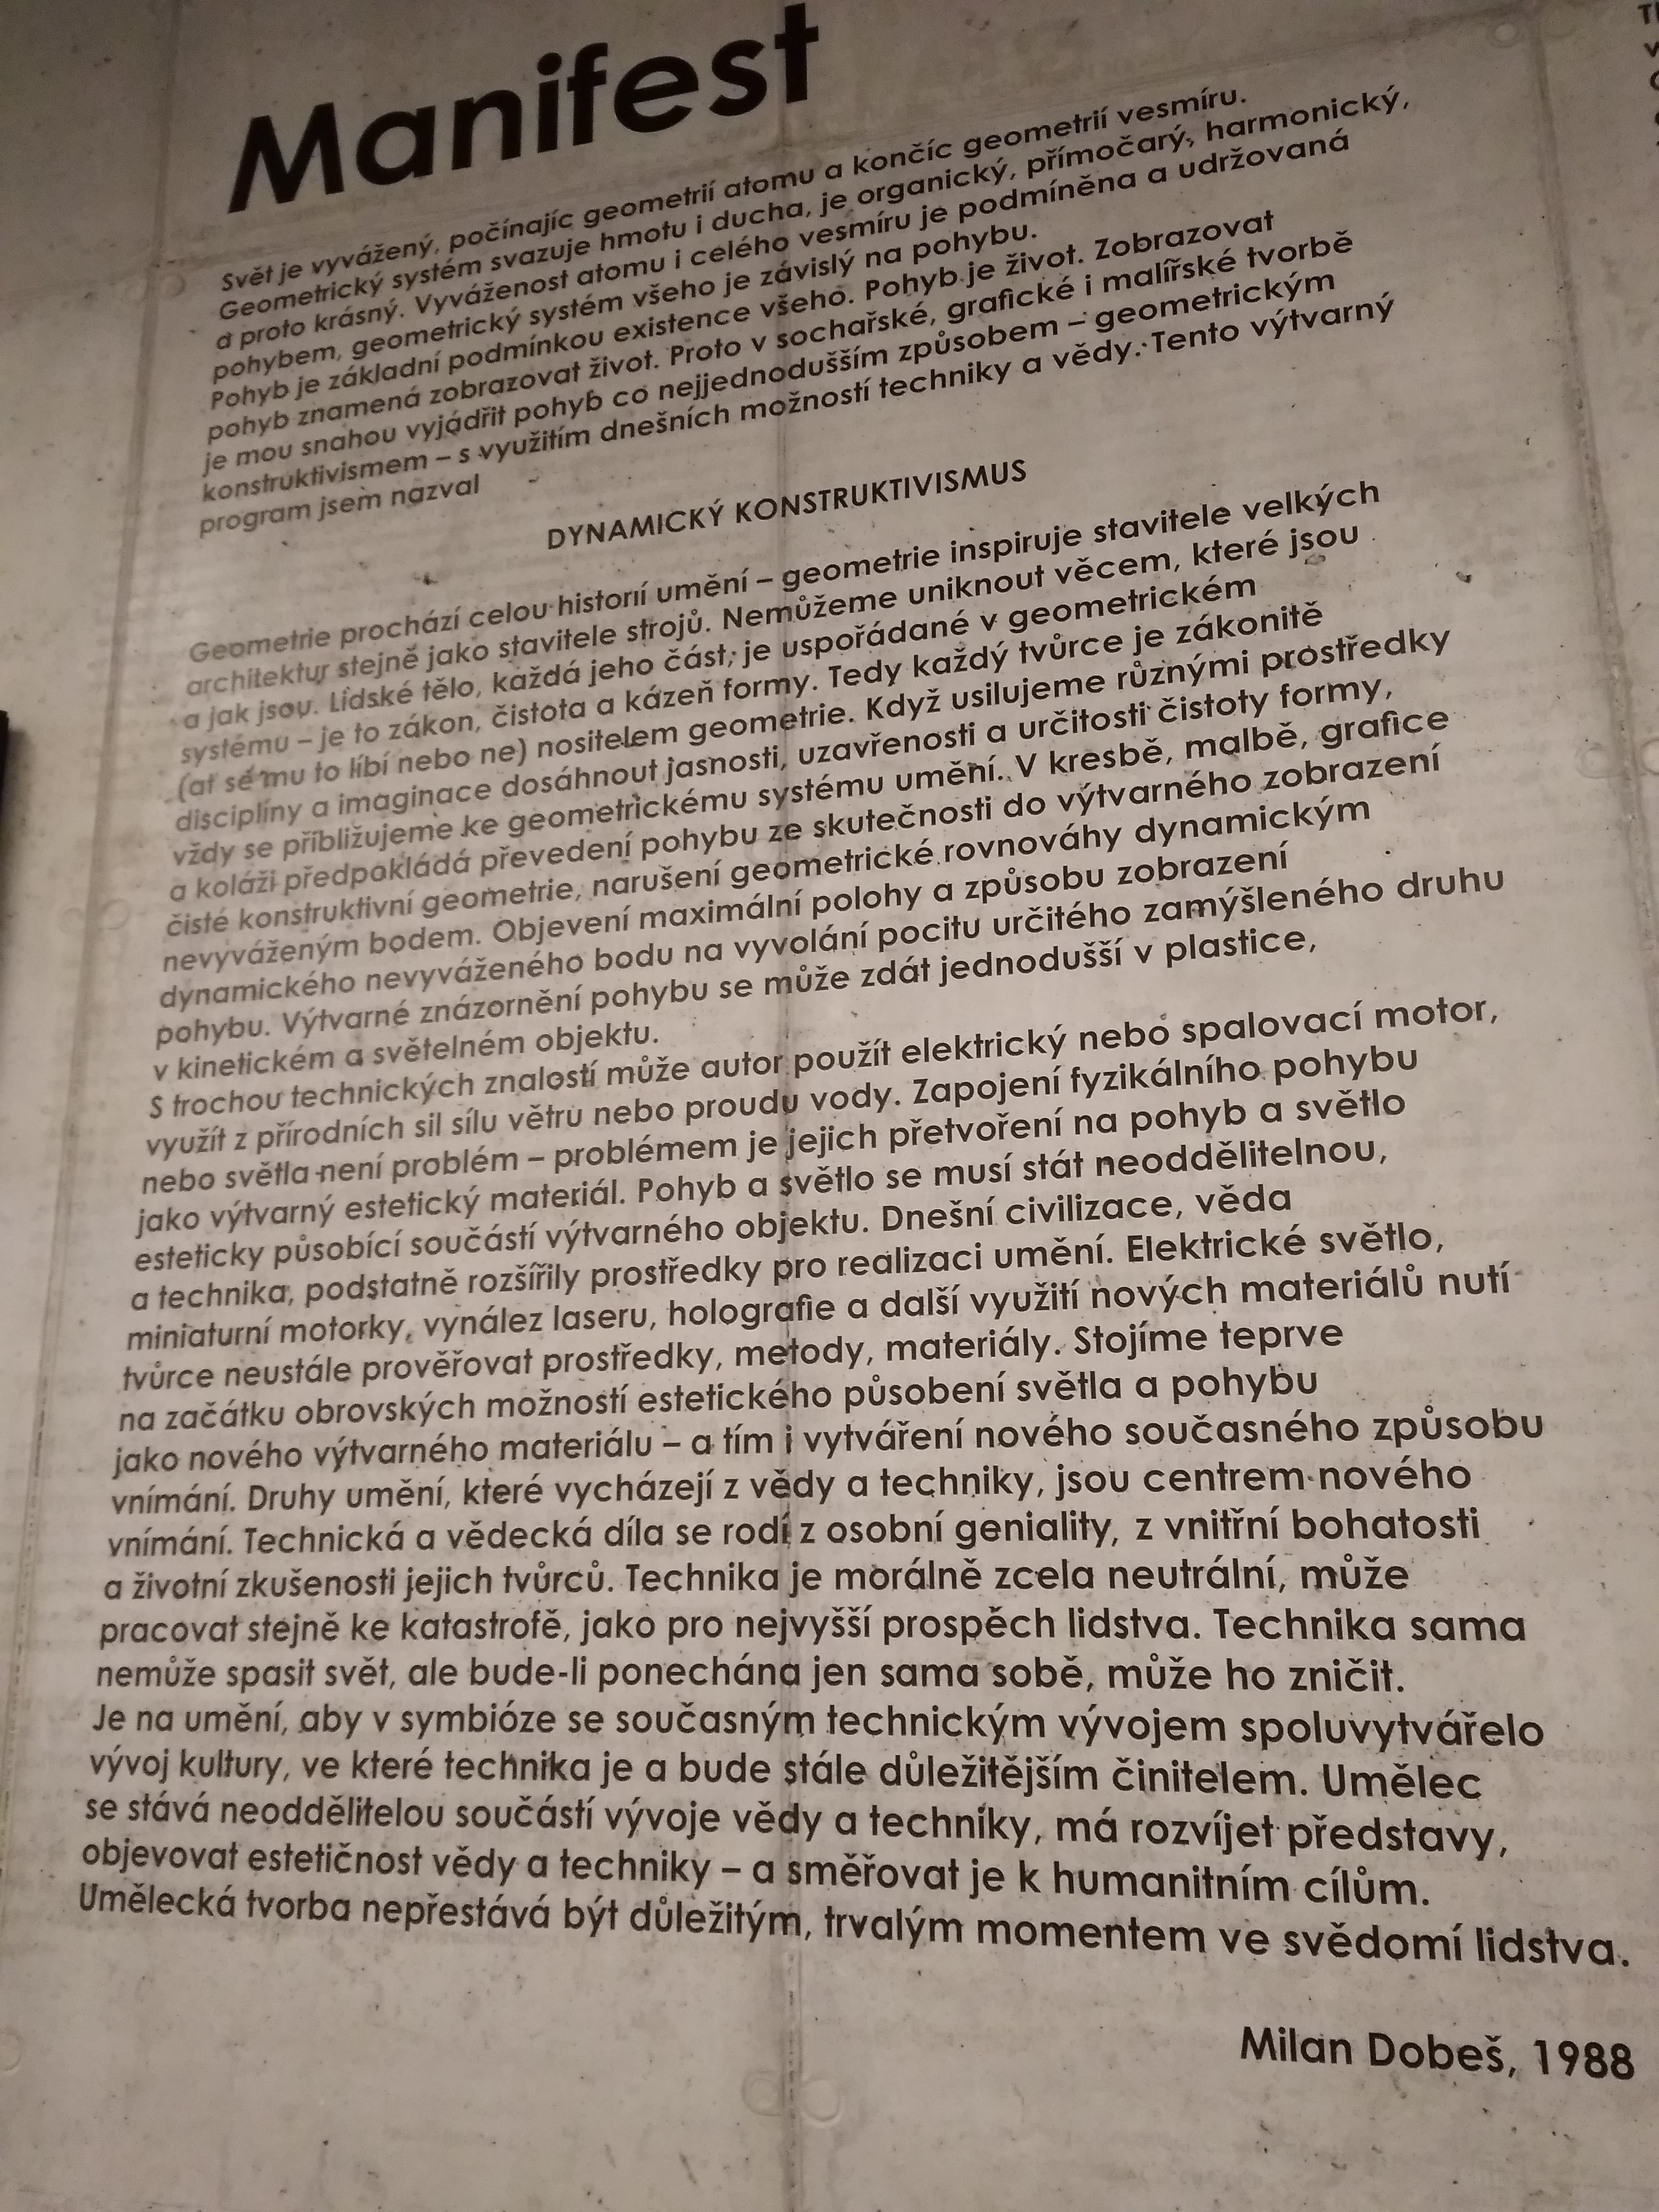 Manifest
Svět je vyvážený, počínajíc geometrií atomu a končíc geometrií vesmíru.
Geometrický systém svazuje hmotu i ducha, je organický, přímočarý, harmonický,
a proto krásný. Vyváženost atomu i celého vesmíru je podmíněna a udržovaná
pohybem, geometrický systém všeho je závislý na pohybu.
Pohyb je základní podmínkou existence všeho. Pohyb je život. Zobrazovat
pohyb znamená zobrazovat život. Proto v sochařské, grafické i malířské tvorbě
je mou snahou vyjádřit pohyb co nejjednodušším způsobem – geometrickým
konstruktivismem – s využitím dnešních možností techniky a vědy. Tento výtvarný
program jsem nazval
DYNAMICKÝ KONSTRUKTIVISMUS
Geometrie prochází celou historií umění – geometrie inspiruje stavitele velkých
architektur stejně jako stavitele strojů. Nemůžeme uniknout věcem, které jsou
a jak jsou. Lidské tělo, každá jeho část, je uspořádané v geometrickém
systému – je to zákon, čistota a kázeň formy. Tedy každý tvůrce je zákonitě
(ať se mu to líbí nebo ne) nositelem geometrie. Když usilujeme různými prostředky
disciplíny a imaginace dosáhnout jasnosti, uzavřenosti a určitosti čistoty formy,
vždy se přibližujeme ke geometrickému systému umění. V kresbě, malbě, grafice
a koláži předpokládá převedení pohybu ze skutečnosti do výtvarného zobrazení
čisté konstruktivní geometrie, narušení geometrické rovnováhy dynamickým
nevyváženým bodem. Objevení maximální polohy a způsobu zobrazení
dynamického nevyváženého bodu na vyvolání pocitu určitého zamýšleného druhu
pohybu. Výtvarné znázornění pohybu se může zdát jednodušší v plastice,
v kinetickém a světelném objektu.
S trochou technických znalostí může autor použít elektrický nebo spalovací motor,
využít z přírodních sil sílu větru nebo proudu vody. Zapojení fyzikálního pohybu
nebo světla není problém – problémem je jejich přetvoření na pohyb a světlo
jako výtvarný estetický materiál. Pohyb a světlo se musí stát neoddělitelnou,
esteticky působící součástí výtvarného objektu. Dnešní civilizace, věda
a technika, podstatně rozšířily prostředky pro realizaci umění. Elektrické světlo,
miniaturní motorky, vynález laseru, holografie a další využití nových materiálů nutí
tvůrce neustále prověřovat prostředky, metody, materiály. Stojíme teprve
na začátku obrovských možností estetického působení světla a pohybu
jako nového výtvarného materiálu – a tím i vytváření nového současného způsobu
vnímání. Druhy umění, které vycházejí z vědy a techniky, jsou centrem nového
vnímání. Technická a vědecká díla se rodí z osobní geniality, z vnitřní bohatosti
a životní zkušenosti jejich tvůrců. Technika je morálně zcela neutrální, může
pracovat stejně ke katastrofě, jako pro nejvyšší prospěch lidstva. Technika sama
nemůže spasit svět, ale bude-li ponechána jen sama sobě, může ho zničit.
Je na umění, aby v symbióze se současným technickým vývojem spoluvytvářelo
vývoj kultury, ve které technika je a bude stále důležitějším činitelem. Umělec
se stává neoddělitelou součástí vývoje vědy a techniky, má rozvíjet představy,
objevovat estetičnost vědy a techniky – a směřovat je k humanitním cílům.
Umělecká tvorba nepřestává být důležitým, trvalým momentem ve svědomí lidstva.
Milan Dobeš, 1988